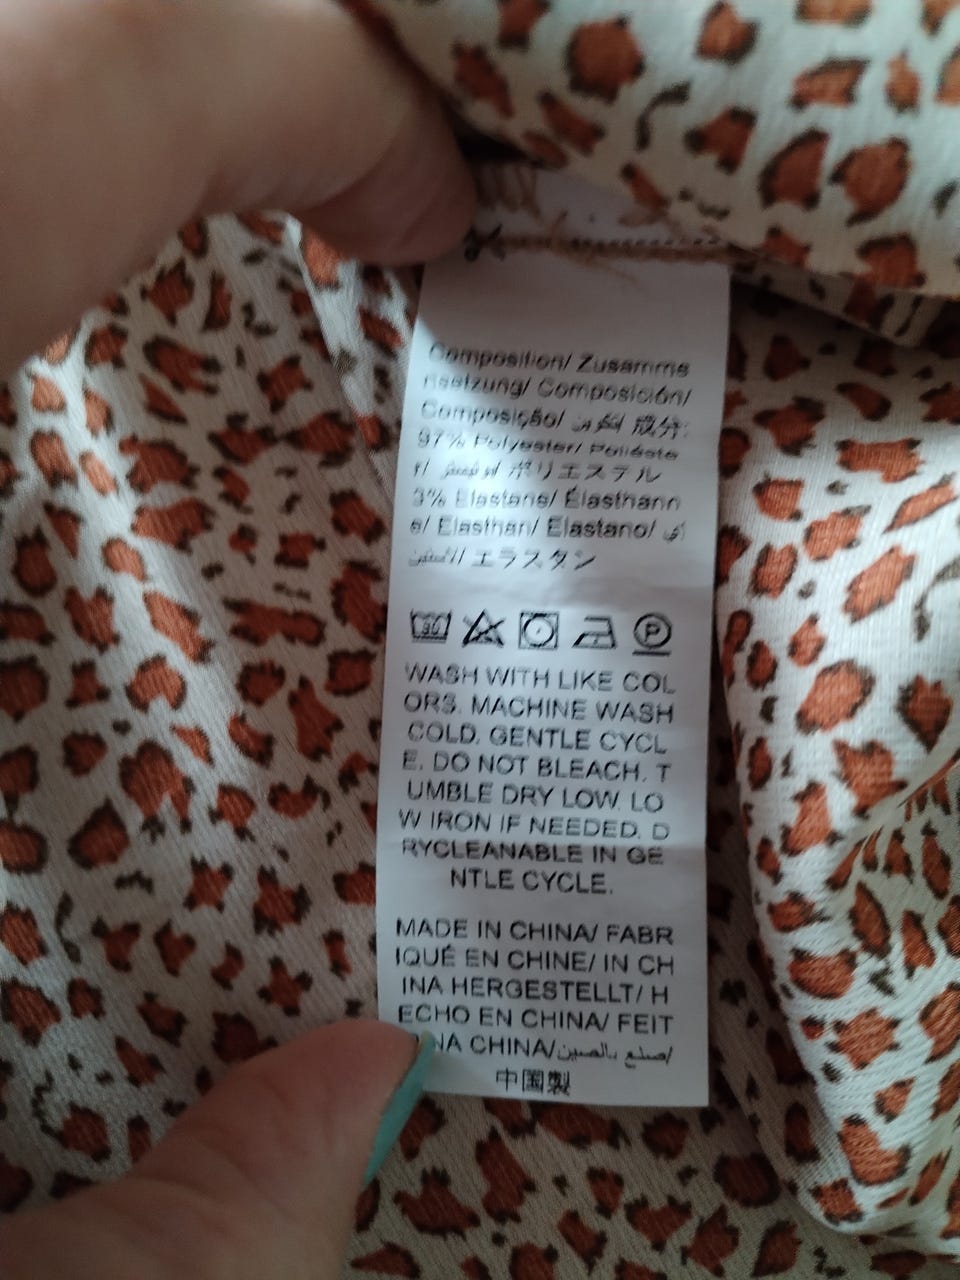 Composition/ Zusamme
nsetzung/ Composición/
Composição/ 成分:
97% Polyester/ Poliéste
r/ ポリエステル
3% Elastane/ Élasthann
e/ Elasthan/ Elastano/
エラスタン
30
P
WASH WITH LIKE COL
ORS. MACHINE WASH
COLD. GENTLE CYCL
E. DO NOT BLEACH. T
UMBLE DRY LOW. LO
W IRON IF NEEDED. D
RYCLEANABLE IN GE
NTLE CYCLE.
MADE IN CHINA/ FABR
IQUÉ EN CHINE/ IN CH
INA HERGESTELLT/ H
ECHO EN CHINA/ FEIT
NA CHINA/صنع بالصين/
中国製